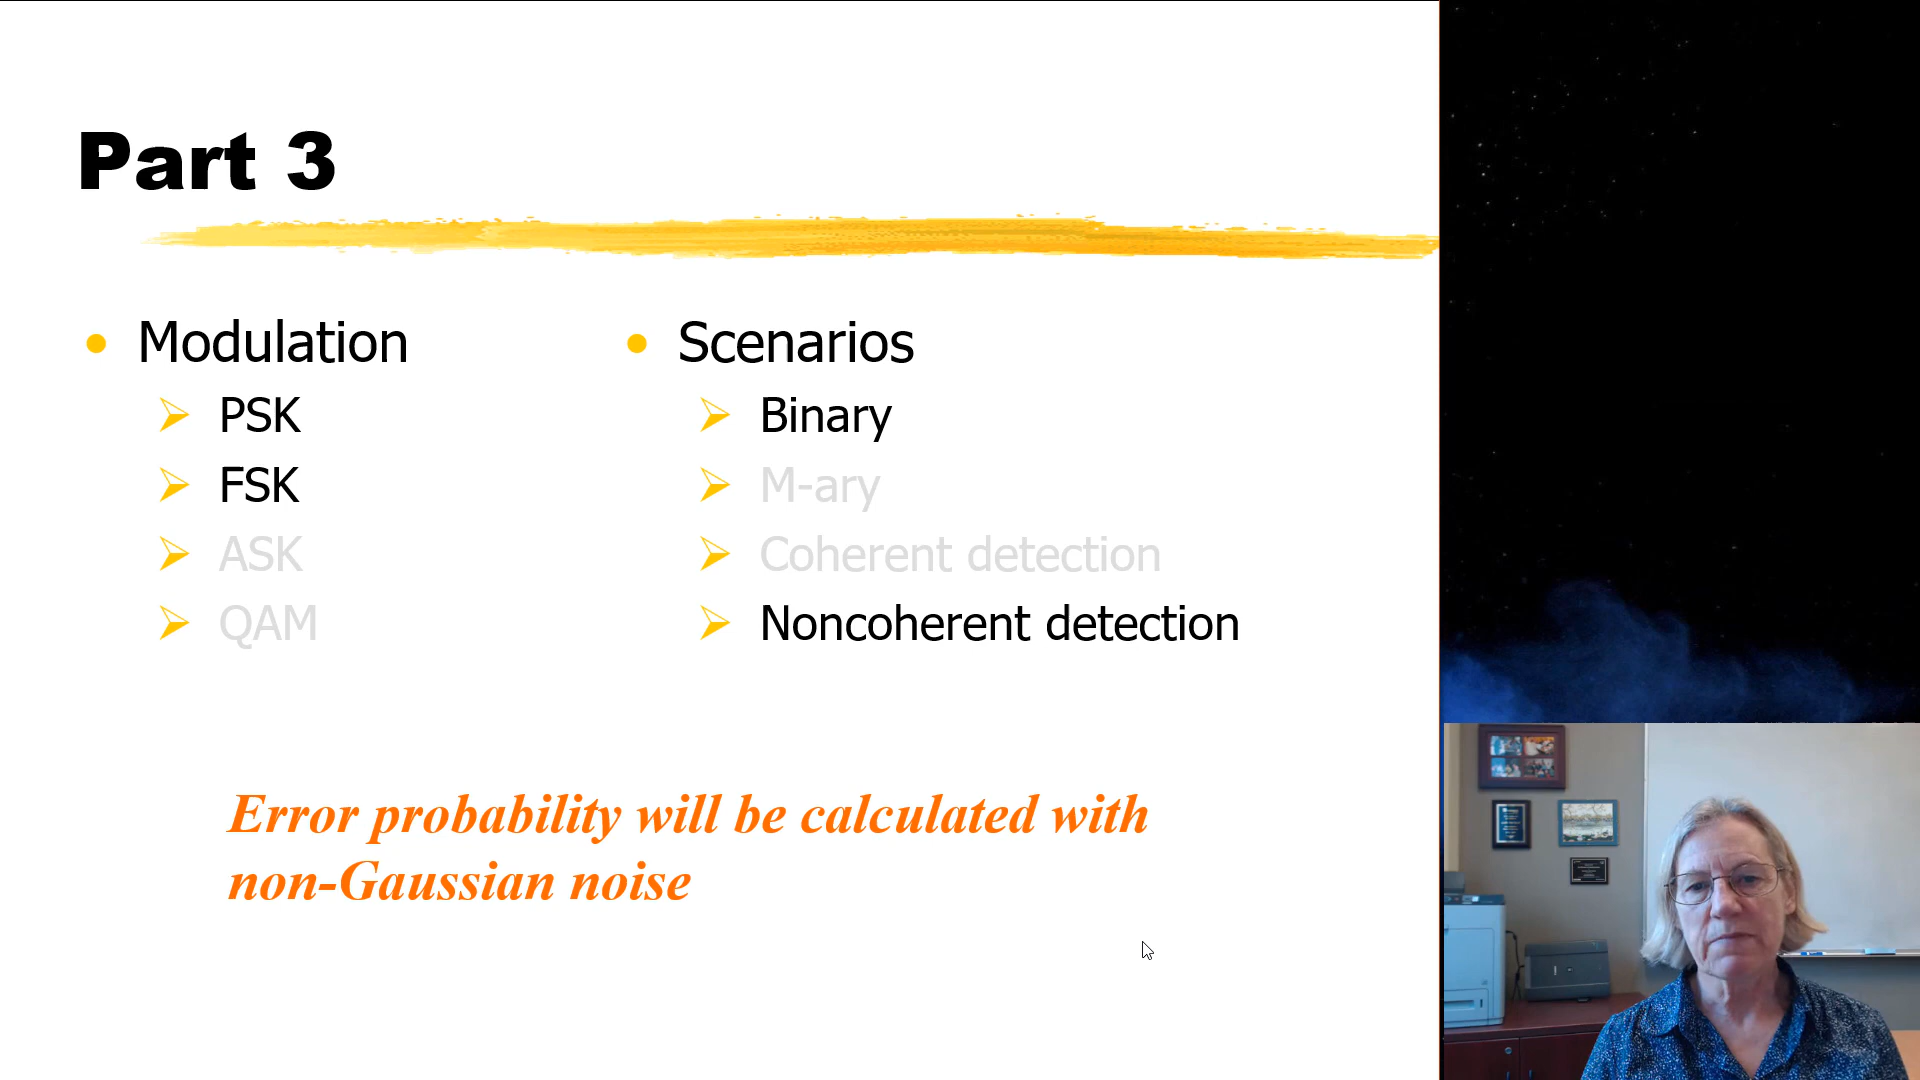 Part 3
Modulation
PSK
FSK
ASK
QAM
Scenarios
Binary
M-ary
Coherent detection
Noncoherent detection
Error probability will be calculated with
non-Gaussian noise